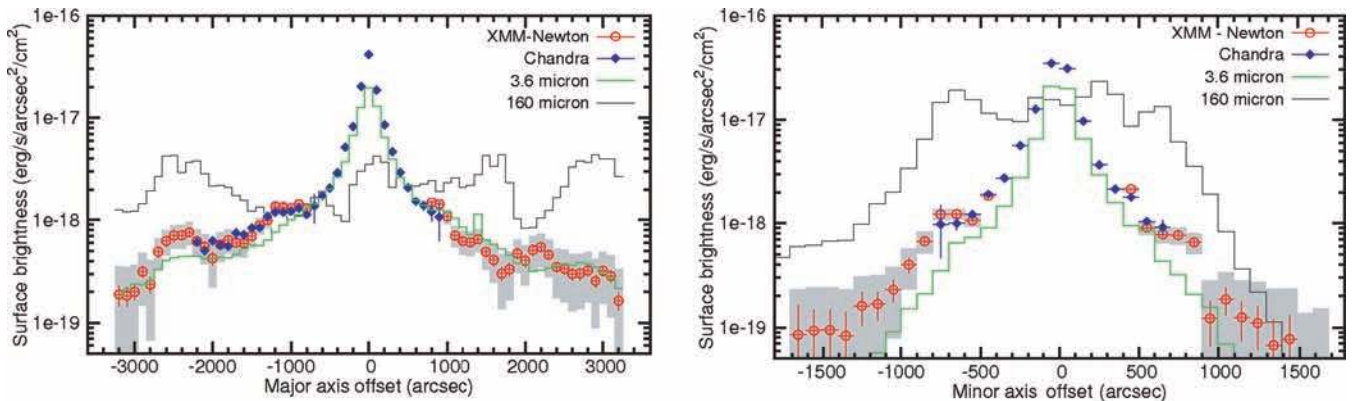 1e-16
1e-17
1e-18
1e-19
Surface brightness (erg/s/arcsec²/cm²)
XMM-Newton
Chandra
3.6 micron
160 micron
-3000 -2000 -1000 0 1000 2000 3000
Major axis offset (arcsec)
1e-16
1e-17
1e-18
1e-19
Surface brightness (erg/s/arcsec²/cm²)
XMM - Newton
Chandra
3.6 micron
160 micron
-1500 -1000 -500 0 500 1000 1500
Minor axis offset (arcsec)